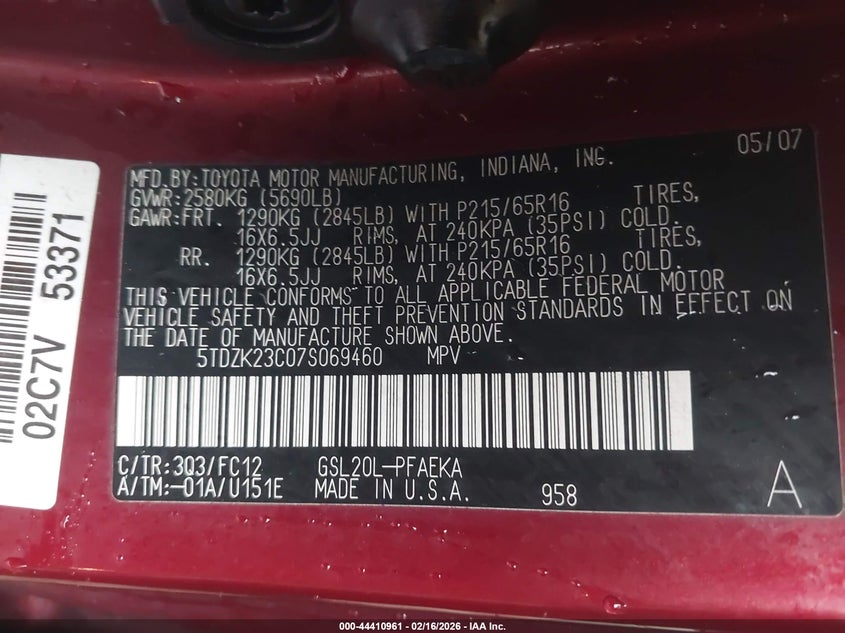 05/07
MFD.BY:TOYOTA MOTOR MANUFACTURING, INDIANA, INC.
GVWR:2580KG (5690LB)
GAWR:FRT. 1290KG (2845LB) WITH P215/65R16 TIRES,
16X6.5JJ RIMS, AT 240KPA (35PSI) COLD.
RR. 1290KG (2845LB) WITH P215/65R16 TIRES,
16X6.5JJ RIMS, AT 240KPA (35PSI) COLD.
THIS VEHICLE CONFORMS TO ALL APPLICABLE FEDERAL MOTOR
VEHICLE SAFETY AND THEFT PREVENTION STANDARDS IN EFFECT ON
THE DATE OF MANUFACTURE SHOWN ABOVE.
5TDZK23C07S069460 MPV
C/TR:3Q3/FC12 GSL20L-PFAEKA
A/TM:-01A/U151E MADE IN U.S.A. 958 A
02C7V 53371
000-44410961 - 02/16/2026 - IAA Inc.